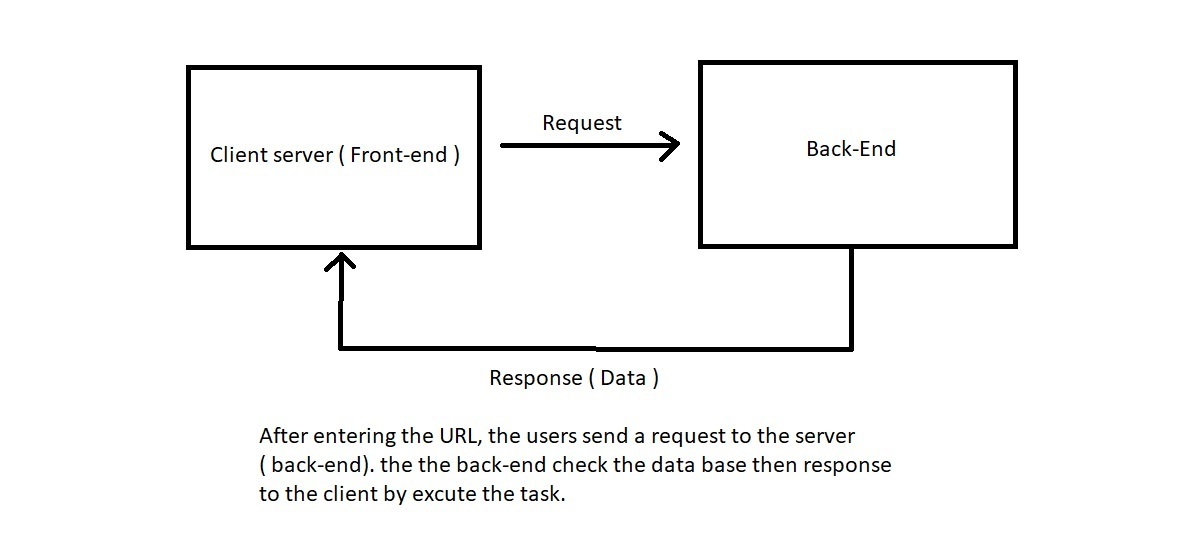 Client server ( Front-end )
Request
Back-End
Response ( Data )
After entering the URL, the users send a request to the server
( back-end). the the back-end check the data base then response
to the client by excute the task.